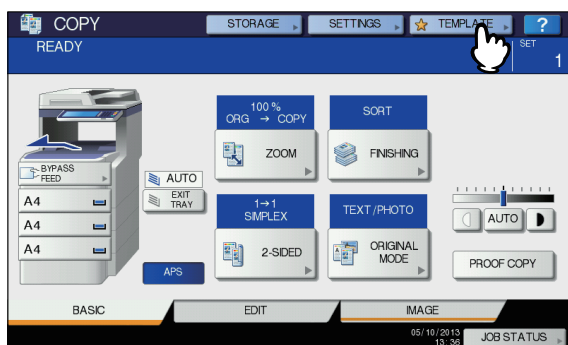 COPY
STORAGE
SETTINGS
TEMPLATE
?
READY
SET
1
100 %
ORG → COPY
ZOOM
SORT
FINISHING
BYPASS
FEED
AUTO
EXIT
TRAY
A4
A4
A4
APS
1→1
SIMPLEX
2-SIDED
TEXT/PHOTO
ORIGINAL
MODE
AUTO
PROOF COPY
BASIC
EDIT
IMAGE
05/10/2013
13:36
JOB STATUS